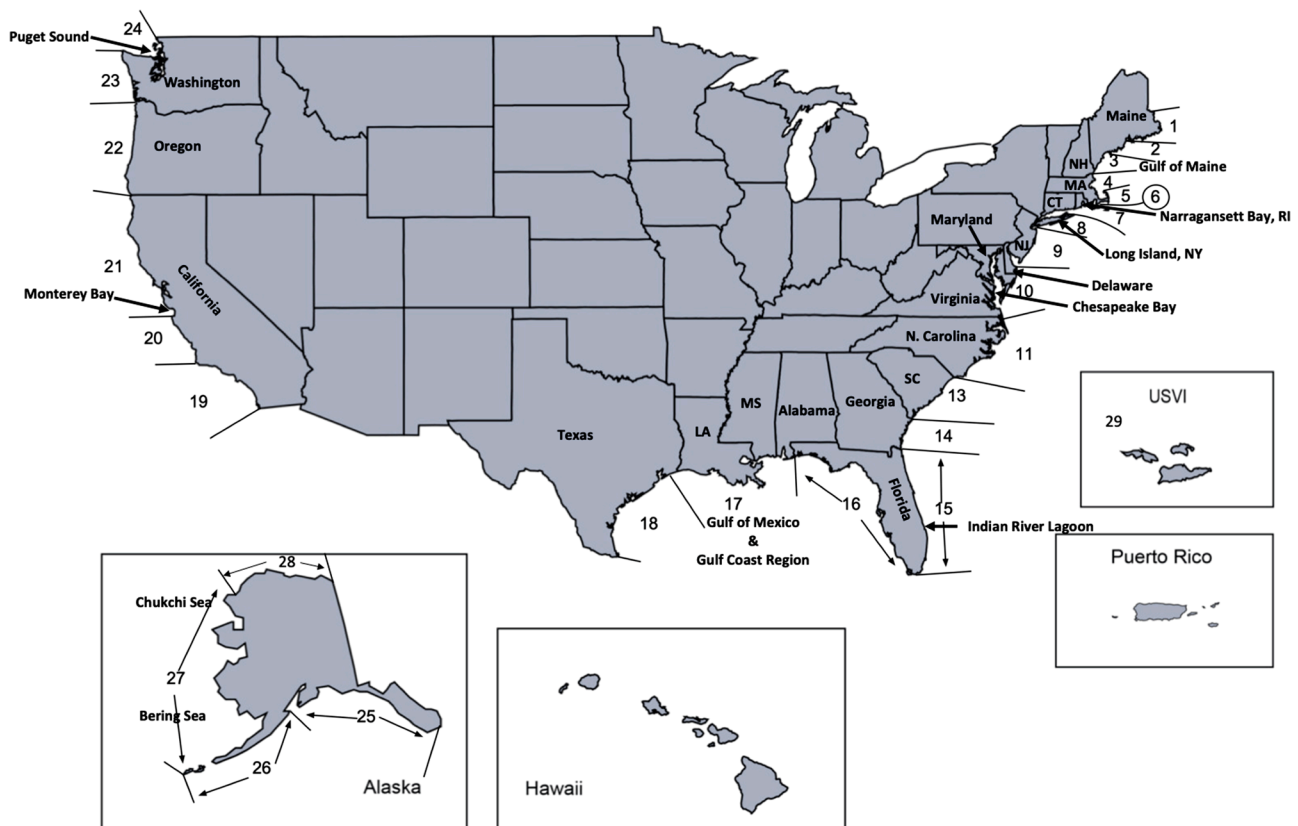 24
Puget Sound
23
Washington
22
Oregon
21
California
Monterey Bay
20
19
Maine
1
2
3
NH
Gulf of Maine
MA
4
5
6
CT
Narragansett Bay, RI
7
8
Maryland
Long Island, NY
NJ
9
Delaware
10
Virginia
Chesapeake Bay
N. Carolina
11
SC
13
MS
Alabama
Georgia
LA
Texas
14
Florida
15
16
17
18
Indian River Lagoon
Gulf of Mexico
&
Gulf Coast Region
USVI
29
Puerto Rico
28
Chukchi Sea
27
Bering Sea
25
26
Alaska
Hawaii